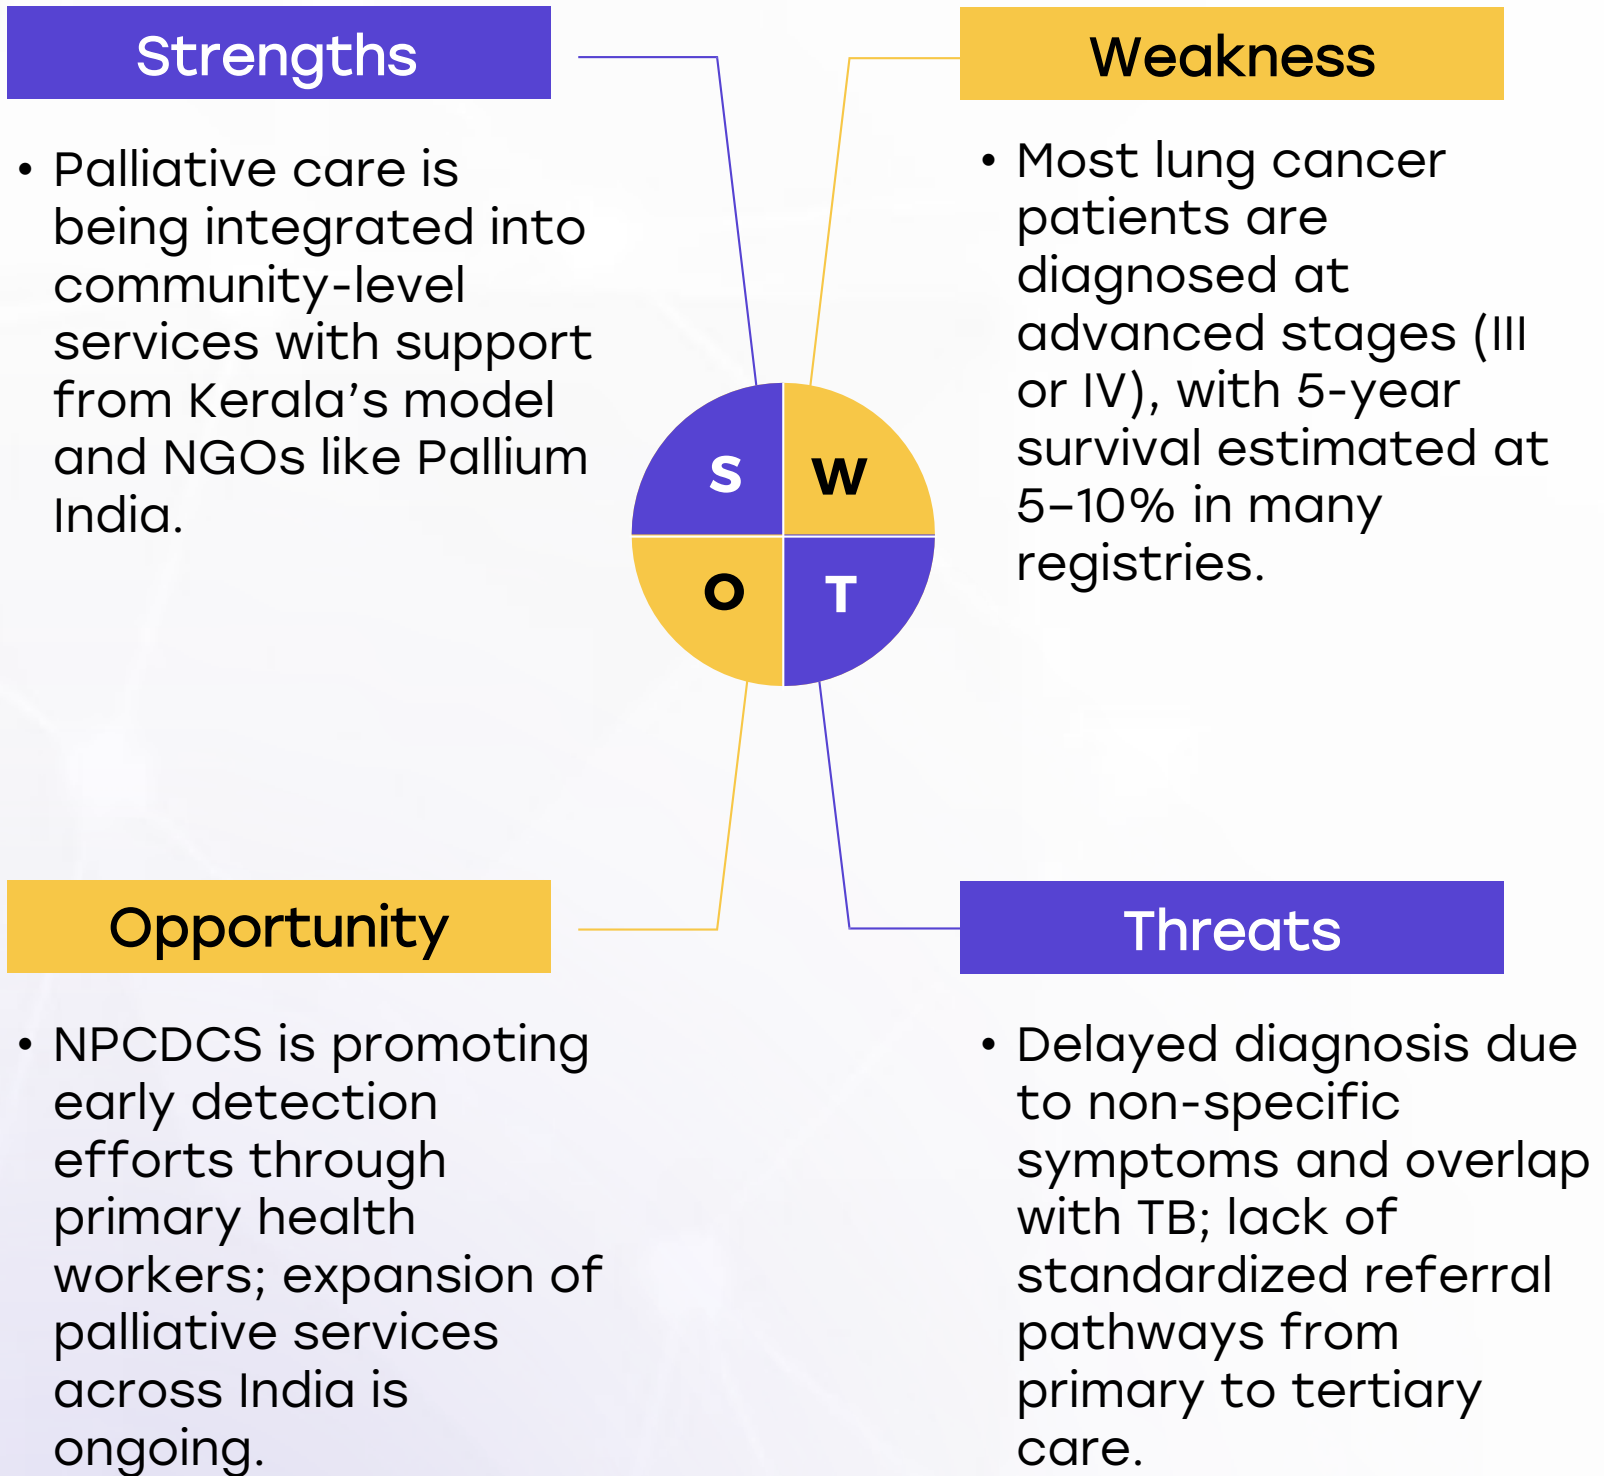 Strengths
• Palliative care is
being integrated into
community-level
services with support
from Kerala’s model
and NGOs like Pallium
India.
Weakness
• Most lung cancer
patients are
diagnosed at
advanced stages (III
or IV), with 5-year
survival estimated at
5–10% in many
registries.
S
W
O
T
Opportunity
• NPCDCS is promoting
early detection
efforts through
primary health
workers; expansion of
palliative services
across India is
ongoing.
Threats
• Delayed diagnosis due
to non-specific
symptoms and overlap
with TB; lack of
standardized referral
pathways from
primary to tertiary
care.